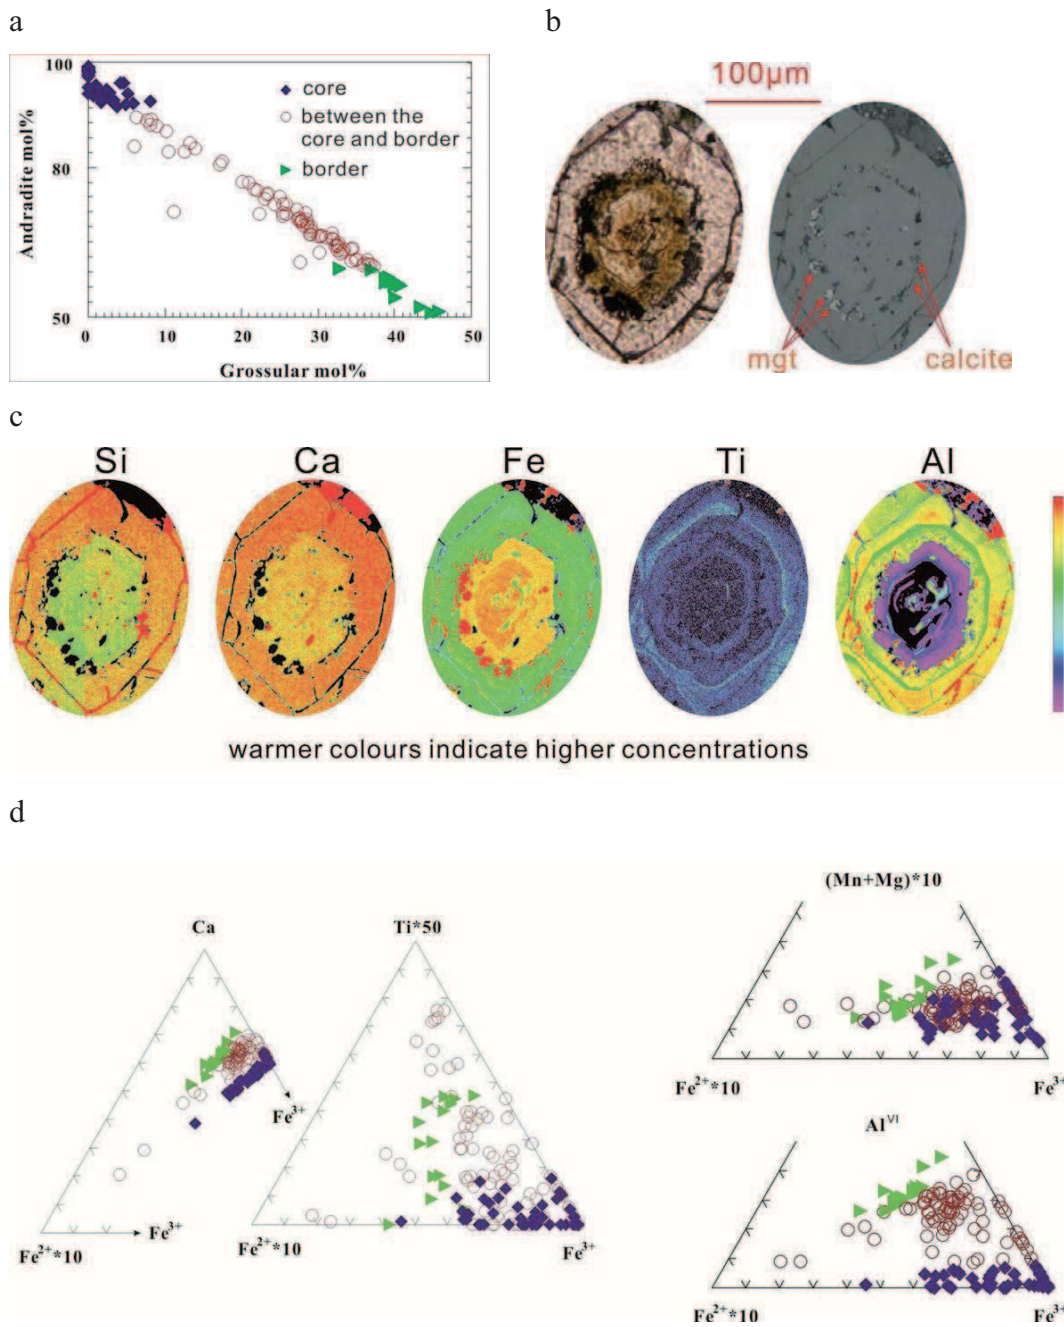 a
100
80
50
Andradite mol%
core
between the
core and border
border
0
10
20
30
40
50
Grossular mol%
b
100μm
mgt
calcite
c
Si
Ca
Fe
Ti
Al
warmer colours indicate higher concentrations
d
Ca
Fe³⁺
Fe³⁺
Fe²⁺*10
Ti*50
Fe²⁺*10
Fe³⁺
(Mn+Mg)*10
Fe²⁺*10
Fe³⁺
Alⱽᴵ
Fe²⁺*10
Fe³⁺